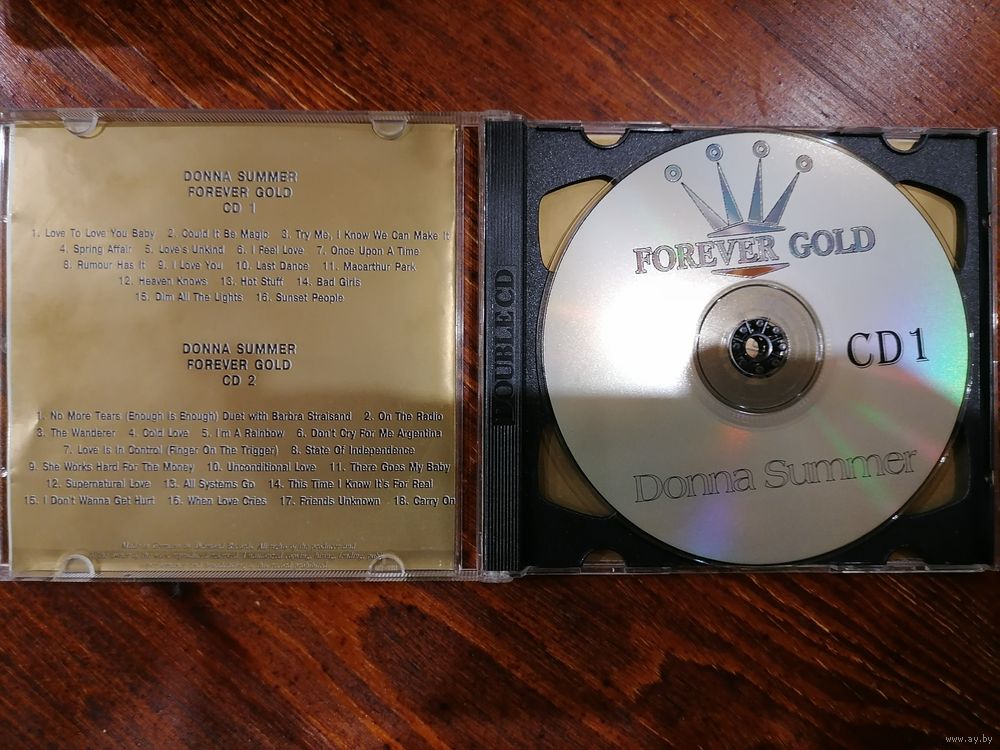 DONNA SUMMER
FOREVER GOLD
CD 1
1. Love To Love You Baby 2. Could It Be Magic 3. Try Me, I Know We Can Make It
4. Spring Affair 5. Love's Unkind 6. I Feel Love 7. Once Upon A Time
8. Rumour Has It 9. I Love You 10. Last Dance 11. Macarthur Park
12. Heaven Knows 13. Hot Stuff 14. Bad Girls
15. Dim All The Lights 16. Sunset People
DONNA SUMMER
FOREVER GOLD
CD 2
1. No More Tears (Enough is Enough) Duet with Barbra Straisand 2. On The Radio
3. The Wanderer 4. Cold Love 5. I'm A Rainbow 6. Don't Cry For Me Argentina
7. Love Is In Control (Finger On The Trigger) 8. State Of Independence
9. She Works Hard For The Money 10. Unconditional Love 11. There Goes My Baby
12. Supernatural Love 13. All Systems Go 14. This Time I Know It's For Real
15. I Don't Wanna Get Hurt 16. When Love Cries 17. Friends Unknown 18. Carry On
DOUBLE CD
FOREVER GOLD
CD 1
Donna Summer
www.ay.by